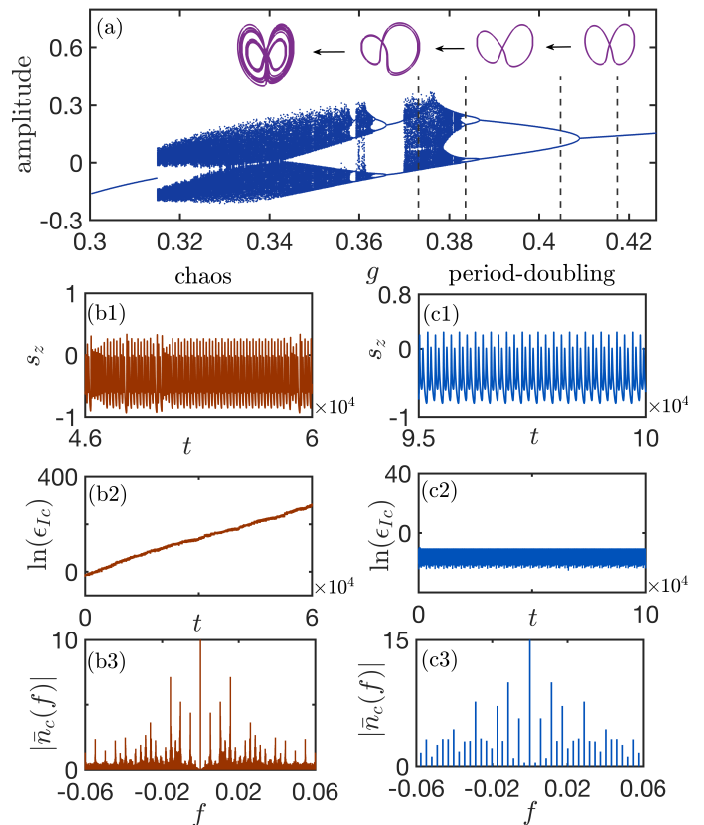 (a)
amplitude
0.6
0.3
0
-0.3
0.3 0.32 0.34 0.36 0.38 0.4 0.42
chaos g period-doubling
(b1)
s_z
1
0
-1
4.6 6
×10^4
t
(c1)
s_z
0.8
0
-1
9.5 10
×10^4
t
(b2)
ln(ϵ_{Ic})
400
0
0 6
×10^4
t
(c2)
ln(ϵ_{Ic})
40
0
0 10
×10^4
t
(b3)
|n̄_c(f)|
10
0
-0.06 -0.02 0.02 0.06
f
(c3)
|n̄_c(f)|
15
0
-0.06 -0.02 0.02 0.06
f